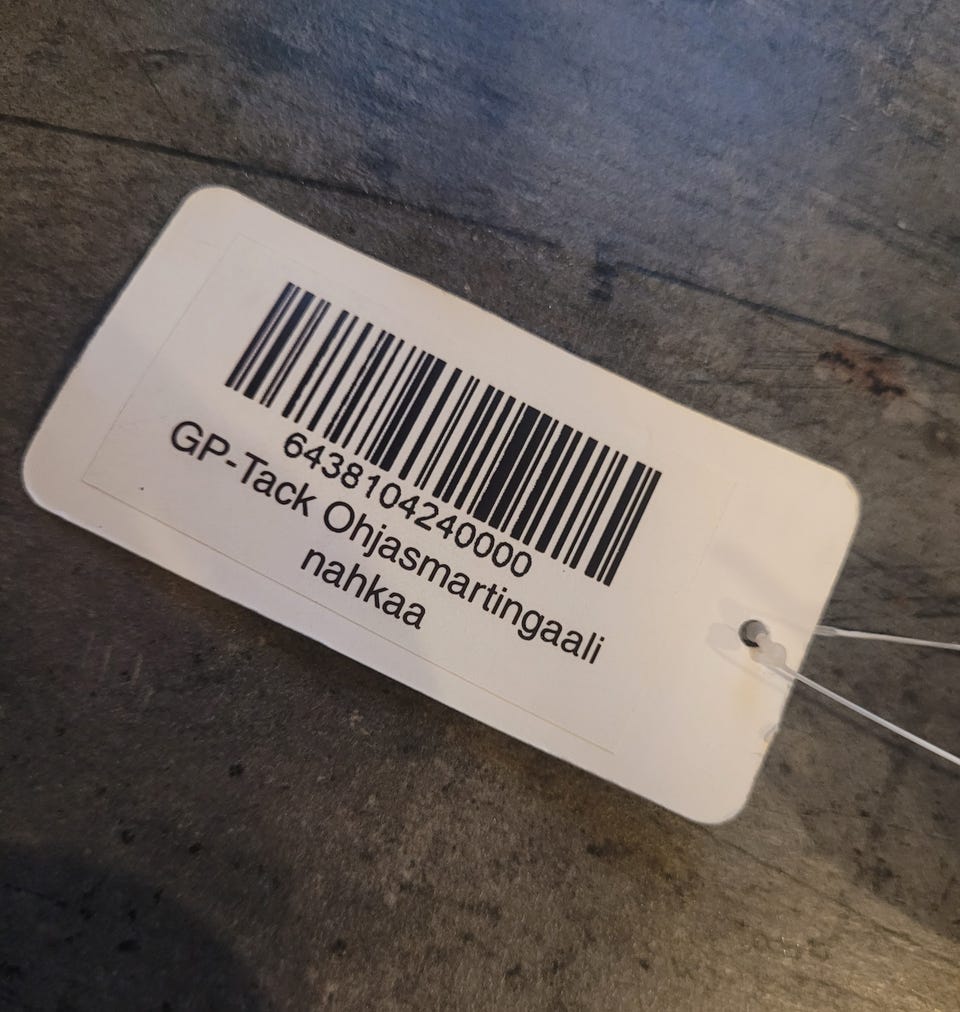 6438104240000
GP-Tack Ohjasmartingaali
nahkaa